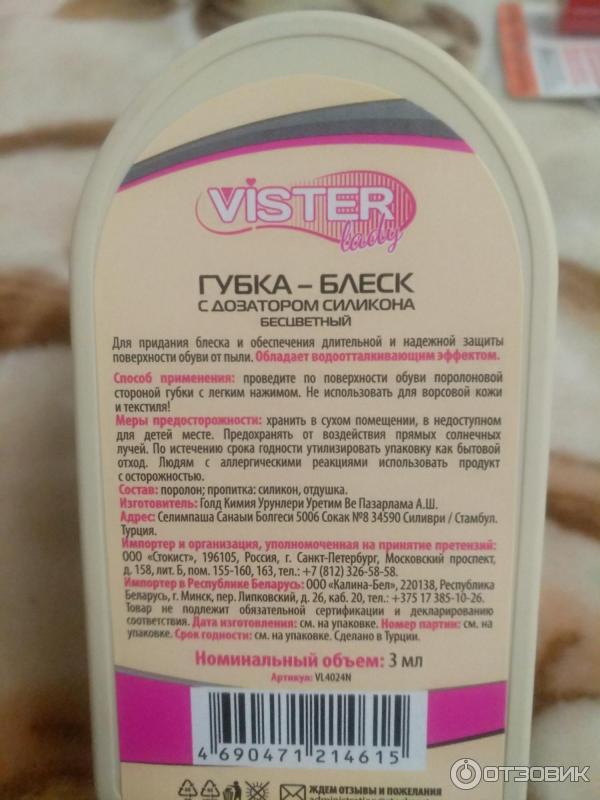 VISTER
lady
ГУБКА – БЛЕСК
С ДОЗАТОРОМ СИЛИКОНА
БЕСЦВЕТНЫЙ
Для придания блеска и обеспечения длительной и надежной защиты
поверхности обуви от пыли. Обладает водоотталкивающим эффектом.
Способ применения: проведите по поверхности обуви поролоновой
стороной губки с легким нажимом. Не использовать для ворсовой кожи
и текстиля!
Меры предосторожности: хранить в сухом помещении, в недоступном
для детей месте. Предохранять от воздействия прямых солнечных
лучей. По истечению срока годности утилизировать упаковку как бытовой
отход. Людям с аллергическими реакциями использовать продукт
с осторожностью.
Состав: поролон; пропитка: силикон, отдушка.
Изготовитель: Голд Кимия Урунлери Уретим Ве Пазарлама А.Ш.
Адрес: Селимпаша Санаыи Болгеси 5006 Сокак №8 34590 Силиври / Стамбул.
Турция.
Импортер и организация, уполномоченная на принятие претензий:
ООО «Стокист», 196105, Россия, г. Санкт-Петербург, Московский проспект,
д. 158, лит. Б, пом. 155-160, 163, тел.: +7 (812) 326-58-58.
Импортер в Республике Беларусь: ООО «Калина-Бел», 220138, Республика
Беларусь, г. Минск, пер. Липковский, д. 26, каб. 20, тел.: +375 17 385-10-26.
Товар не подлежит обязательной сертификации и декларированию
соответствия. Дата изготовления: см. на упаковке. Номер партии: см. на
упаковке. Срок годности: см. на упаковке. Сделано в Турции.
Номинальный объем: 3 мл
Артикул: VL4024N
4 690471 214615
ЖДЕМ ОТЗЫВЫ И ПОЖЕЛАНИЯ
ОТЗОВИК